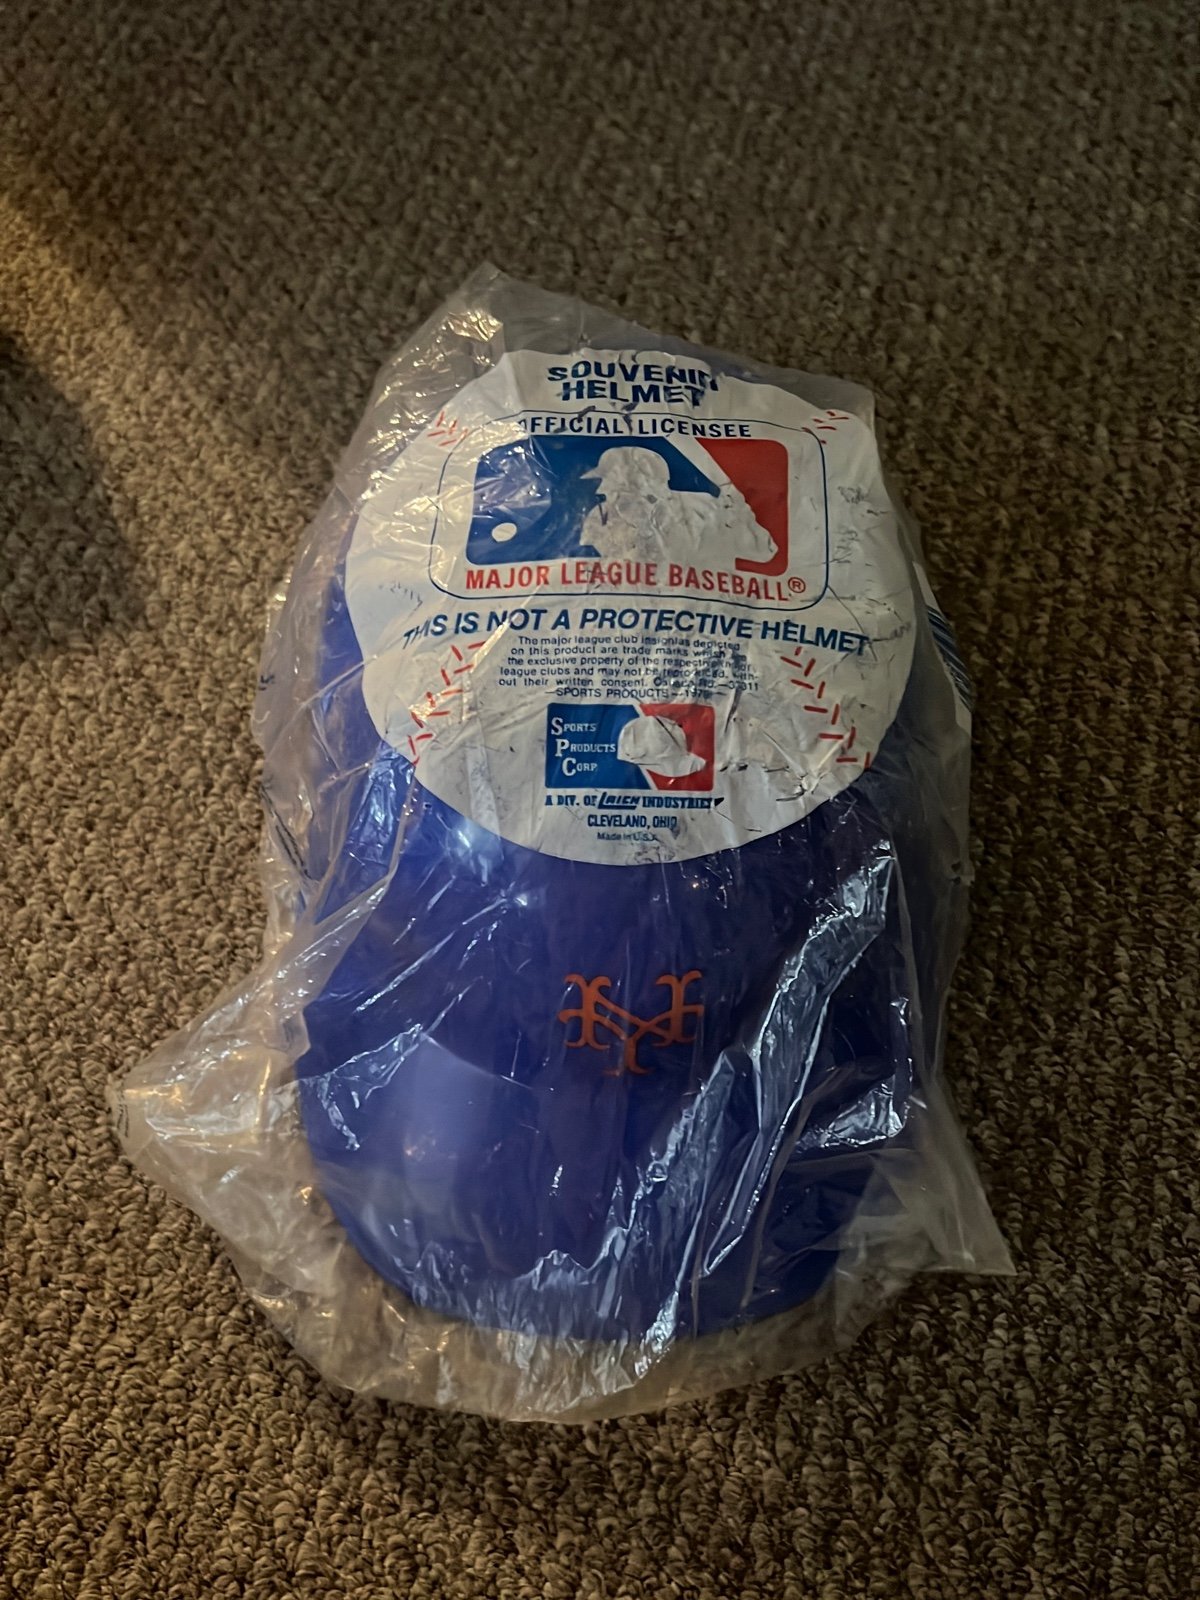 SOUVENIR
HELMET
OFFICIAL LICENSEE
MAJOR LEAGUE BASEBALL®
THIS IS NOT A PROTECTIVE HELMET
The major league club insignias depicted
on this product are trade marks which are
the exclusive property of the respective major
league clubs and may not be reproduced, with-
out their written consent. 37311
—SPORTS PRODUCTS—
SPORTS
PRODUCTS
CORP.
A DIV. OF LAICH INDUSTRIES
CLEVELAND, OHIO
Made in U.S.A.
NY